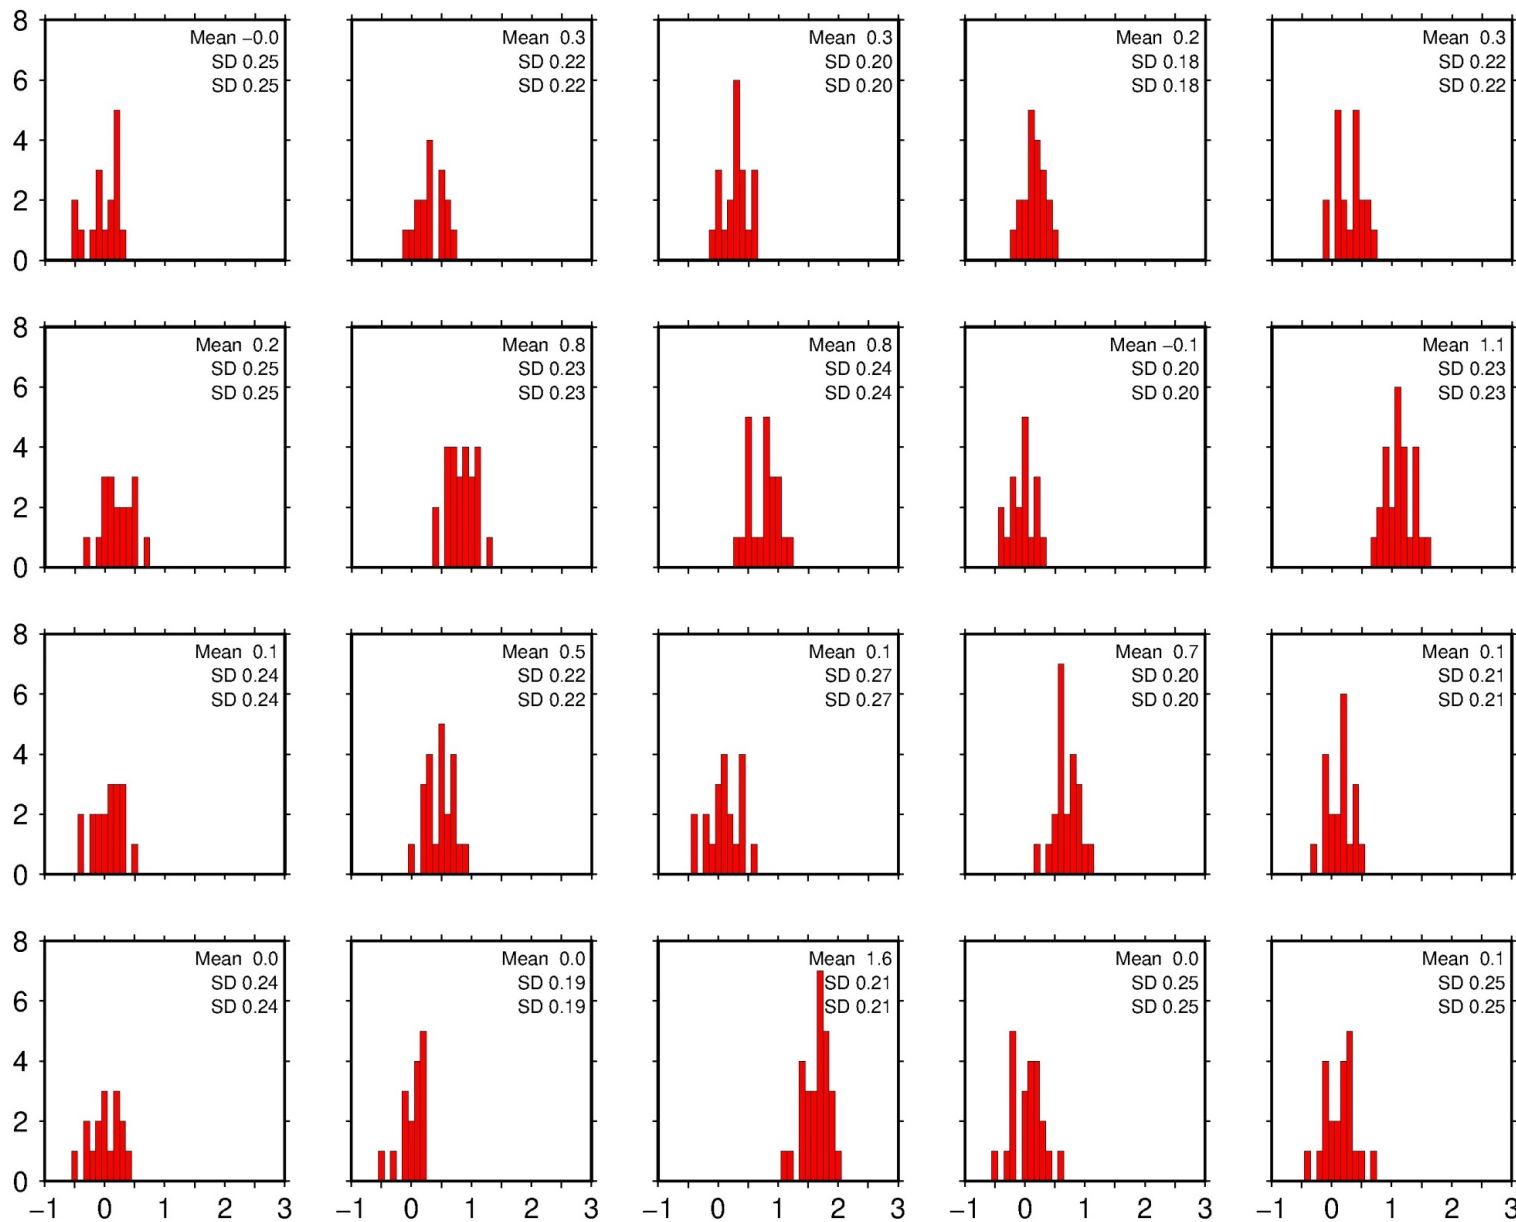 8
6
4
2
0
Mean −0.0
SD 0.25
SD 0.25
Mean 0.3
SD 0.22
SD 0.22
Mean 0.3
SD 0.20
SD 0.20
Mean 0.2
SD 0.18
SD 0.18
Mean 0.3
SD 0.22
SD 0.22
8
6
4
2
0
Mean 0.2
SD 0.25
SD 0.25
Mean 0.8
SD 0.23
SD 0.23
Mean 0.8
SD 0.24
SD 0.24
Mean −0.1
SD 0.20
SD 0.20
Mean 1.1
SD 0.23
SD 0.23
8
6
4
2
0
Mean 0.1
SD 0.24
SD 0.24
Mean 0.5
SD 0.22
SD 0.22
Mean 0.1
SD 0.27
SD 0.27
Mean 0.7
SD 0.20
SD 0.20
Mean 0.1
SD 0.21
SD 0.21
8
6
4
2
0
Mean 0.0
SD 0.24
SD 0.24
Mean 0.0
SD 0.19
SD 0.19
Mean 1.6
SD 0.21
SD 0.21
Mean 0.0
SD 0.25
SD 0.25
Mean 0.1
SD 0.25
SD 0.25
−1 0 1 2 3
−1 0 1 2 3
−1 0 1 2 3
−1 0 1 2 3
−1 0 1 2 3